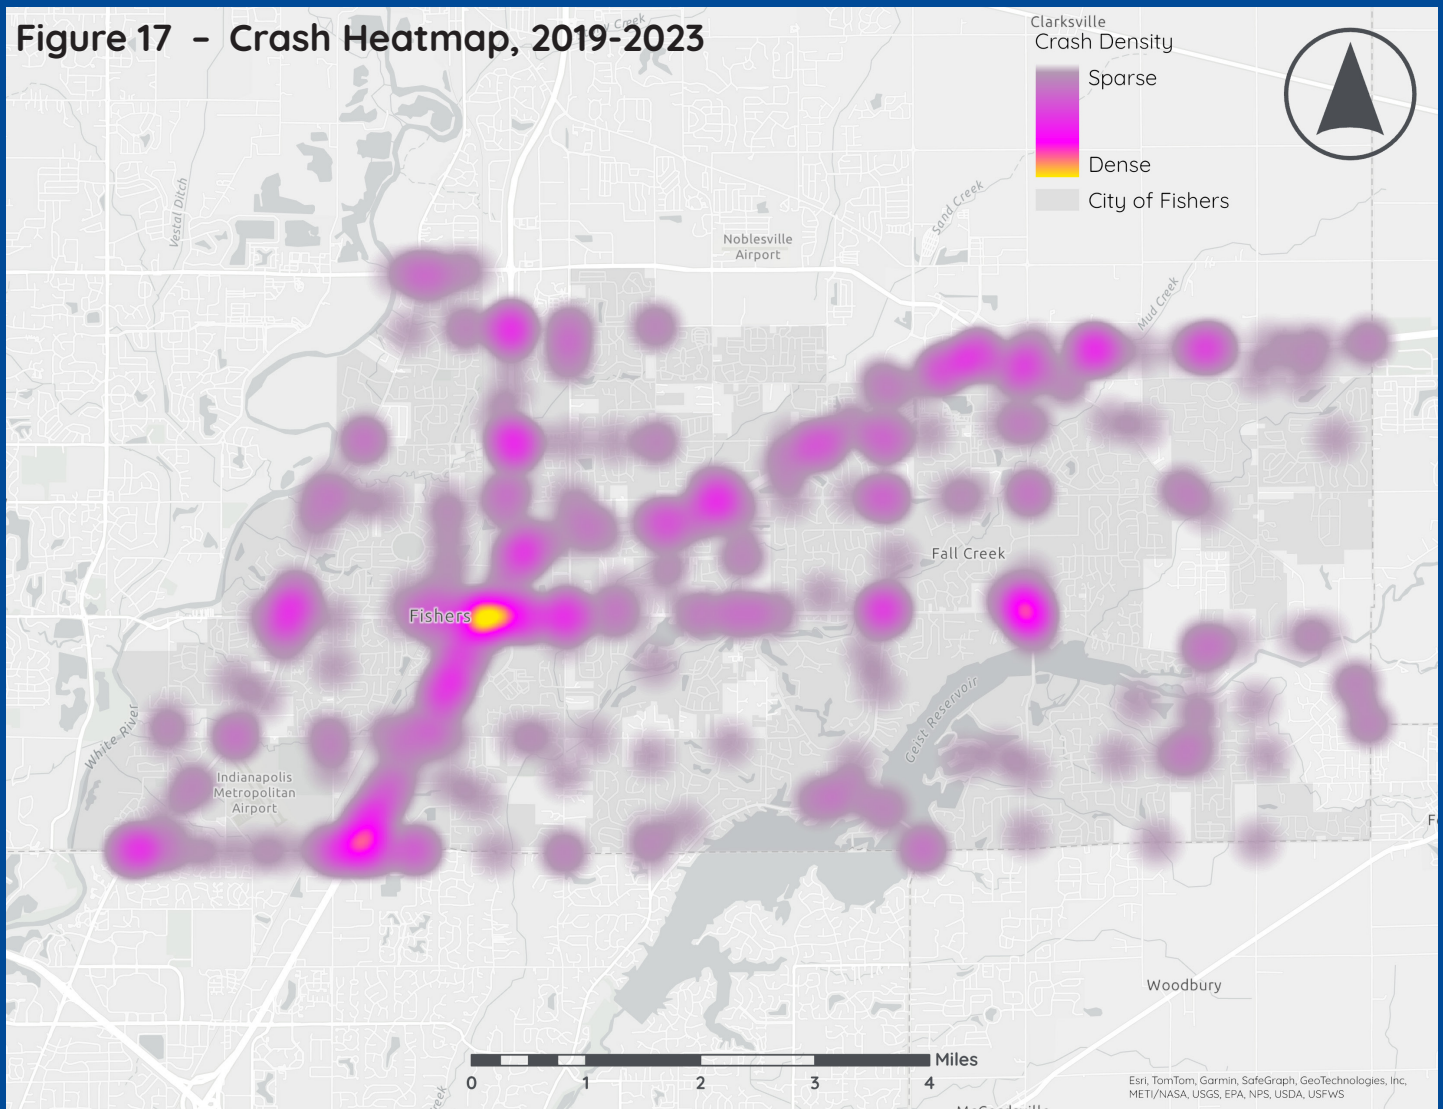 Figure 17 – Crash Heatmap, 2019-2023
Clarksville
Crash Density
Sparse
Dense
City of Fishers
Creek
Vestal Ditch
Sand Creek
Noblesville
Airport
Mud Creek
Fall Creek
Fishers
White River
Geist Reservoir
Indianapolis
Metropolitan
Airport
Woodbury
Miles
0 1 2 3 4
Esri, TomTom, Garmin, SafeGraph, GeoTechnologies, Inc,
METI/NASA, USGS, EPA, NPS, USDA, USFWS